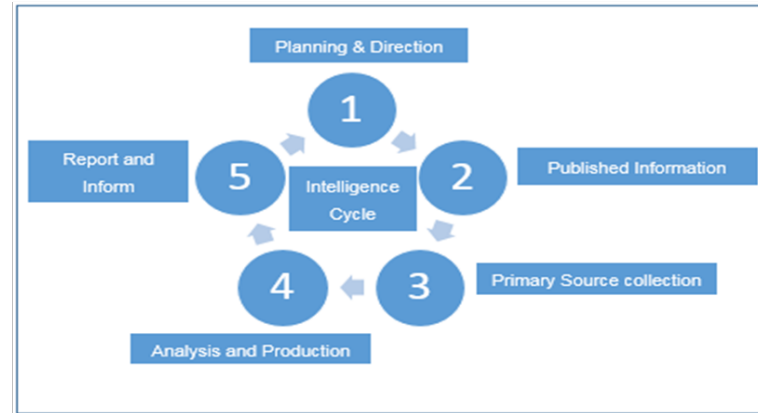 Planning & Direction
1
2
Published Information
3
Primary Source collection
4
Analysis and Production
5
Report and
Inform
Intelligence
Cycle